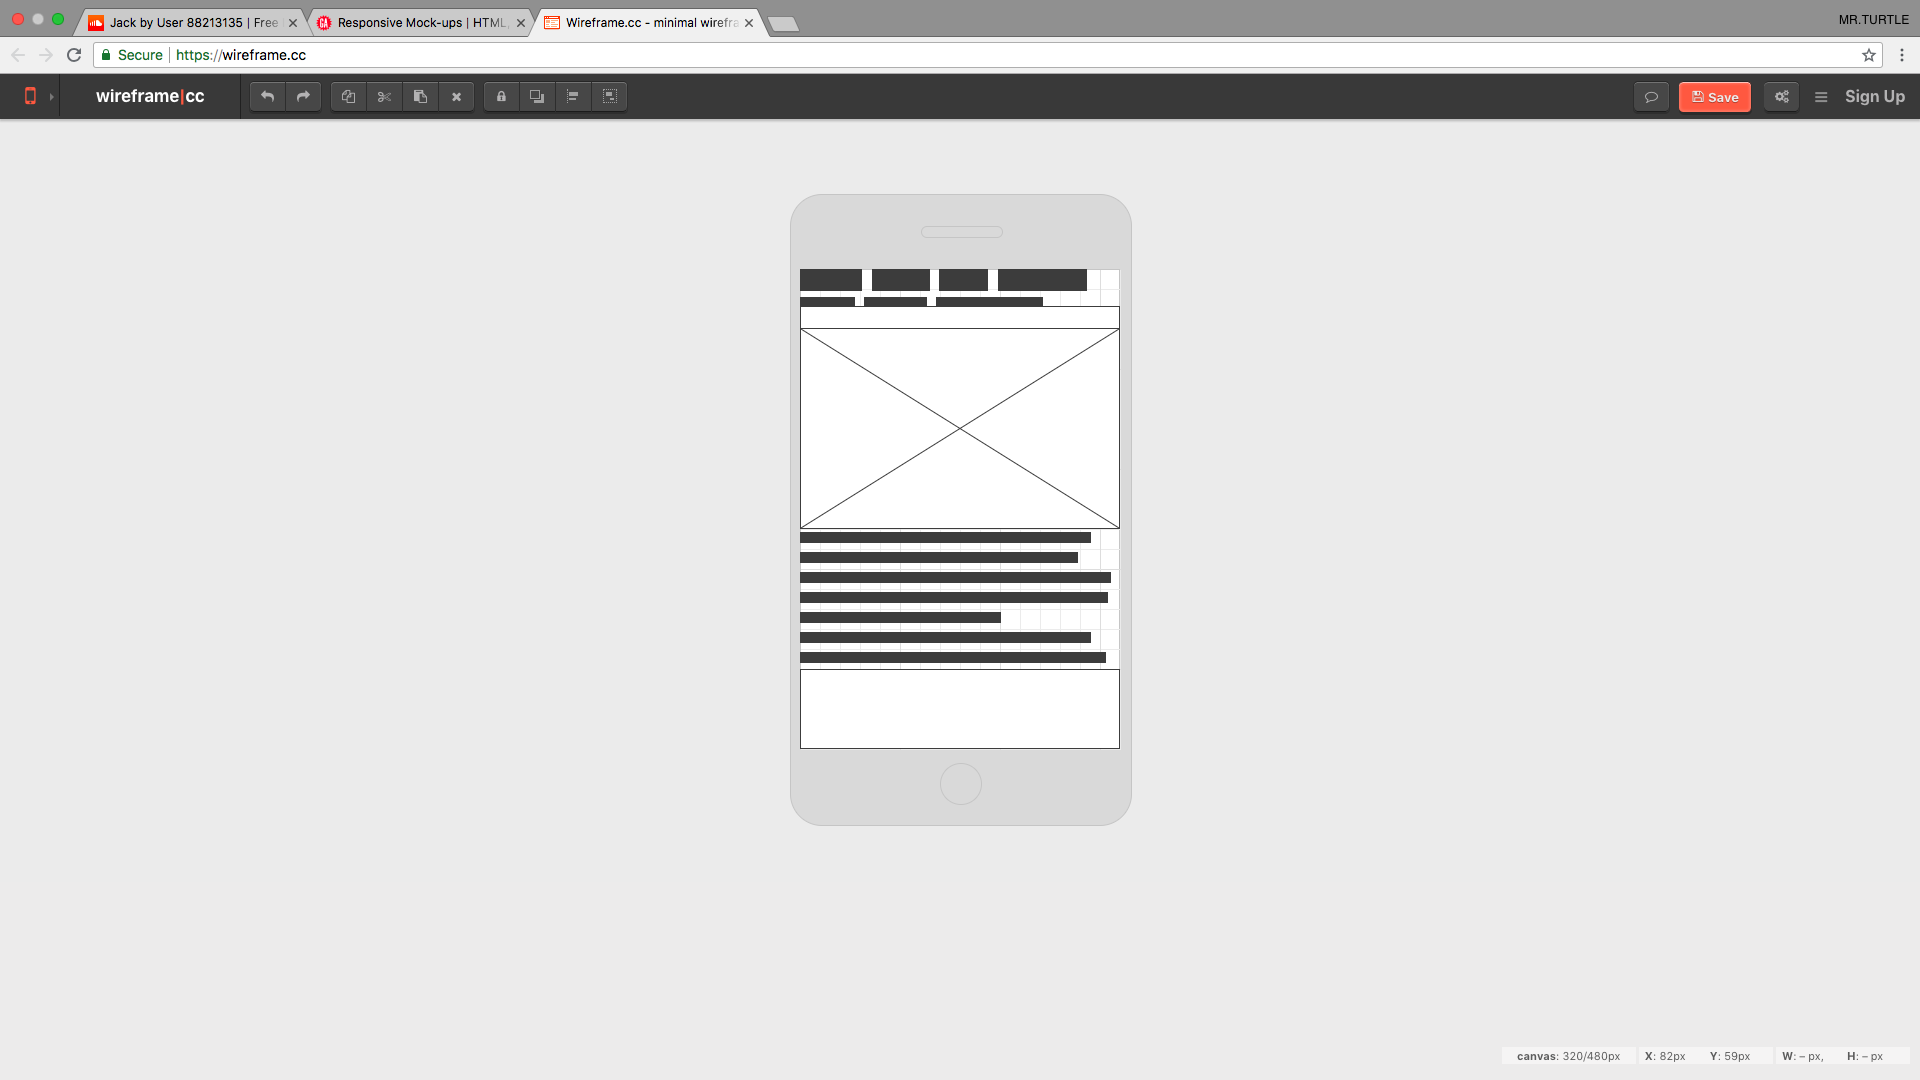 Jack by User 88213135 | Free
Responsive Mock-ups | HTML,
Wireframe.cc - minimal wirefra
MR.TURTLE
Secure
https://wireframe.cc
wireframe|cc
Save
Sign Up
canvas: 320/480px X: 82px Y: 59px W: – px, H: – px